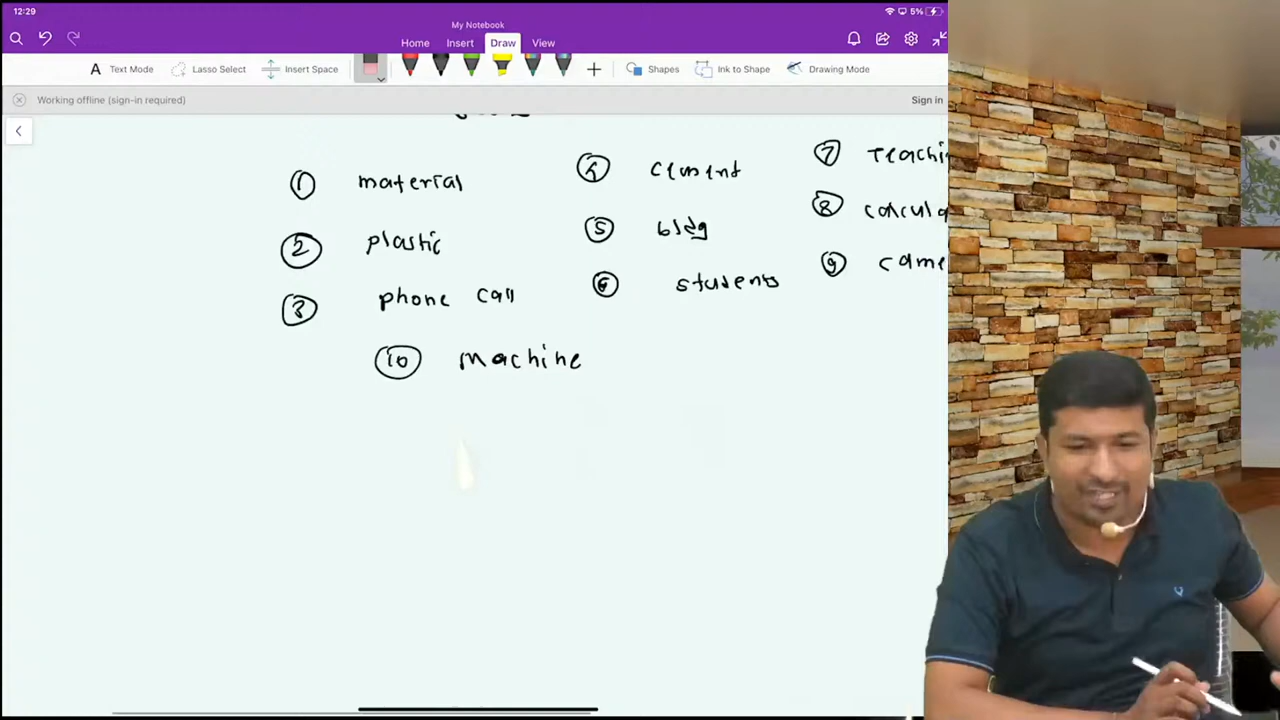 12:29
5%
My Notebook
Home Insert Draw View
Text Mode Lasso Select Insert Space Shapes Ink to Shape Drawing Mode
Working offline (sign-in required) Sign in
① material
② plastic
③ phone call
④ cement
⑤ bldg
⑥ students
⑦ Teachi
⑧ calcula
⑨ came
⑩ machine